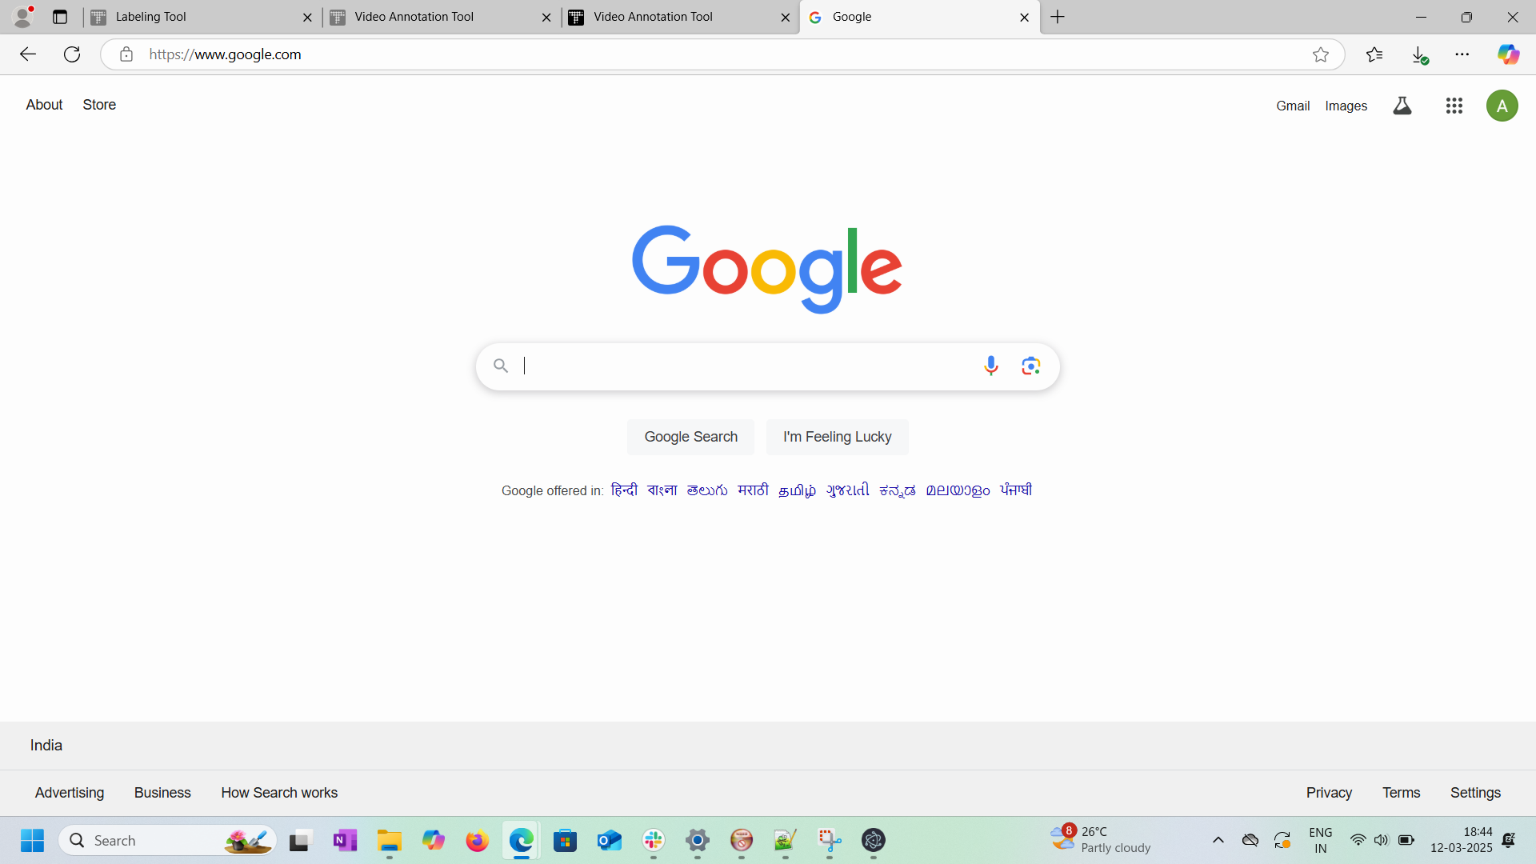 Labeling Tool
Video Annotation Tool
Video Annotation Tool
Google
https://www.google.com
About Store
Gmail Images A
Google
Google Search I'm Feeling Lucky
Google offered in: हिन्दी বাংলা తెలుగు मराठी தமிழ் ગુજરાતી ಕನ್ನಡ മലയാളം ਪੰਜਾਬੀ
India
Advertising Business How Search works
Privacy Terms Settings
Search
8
26°C
Partly cloudy
ENG
IN
18:44
12-03-2025